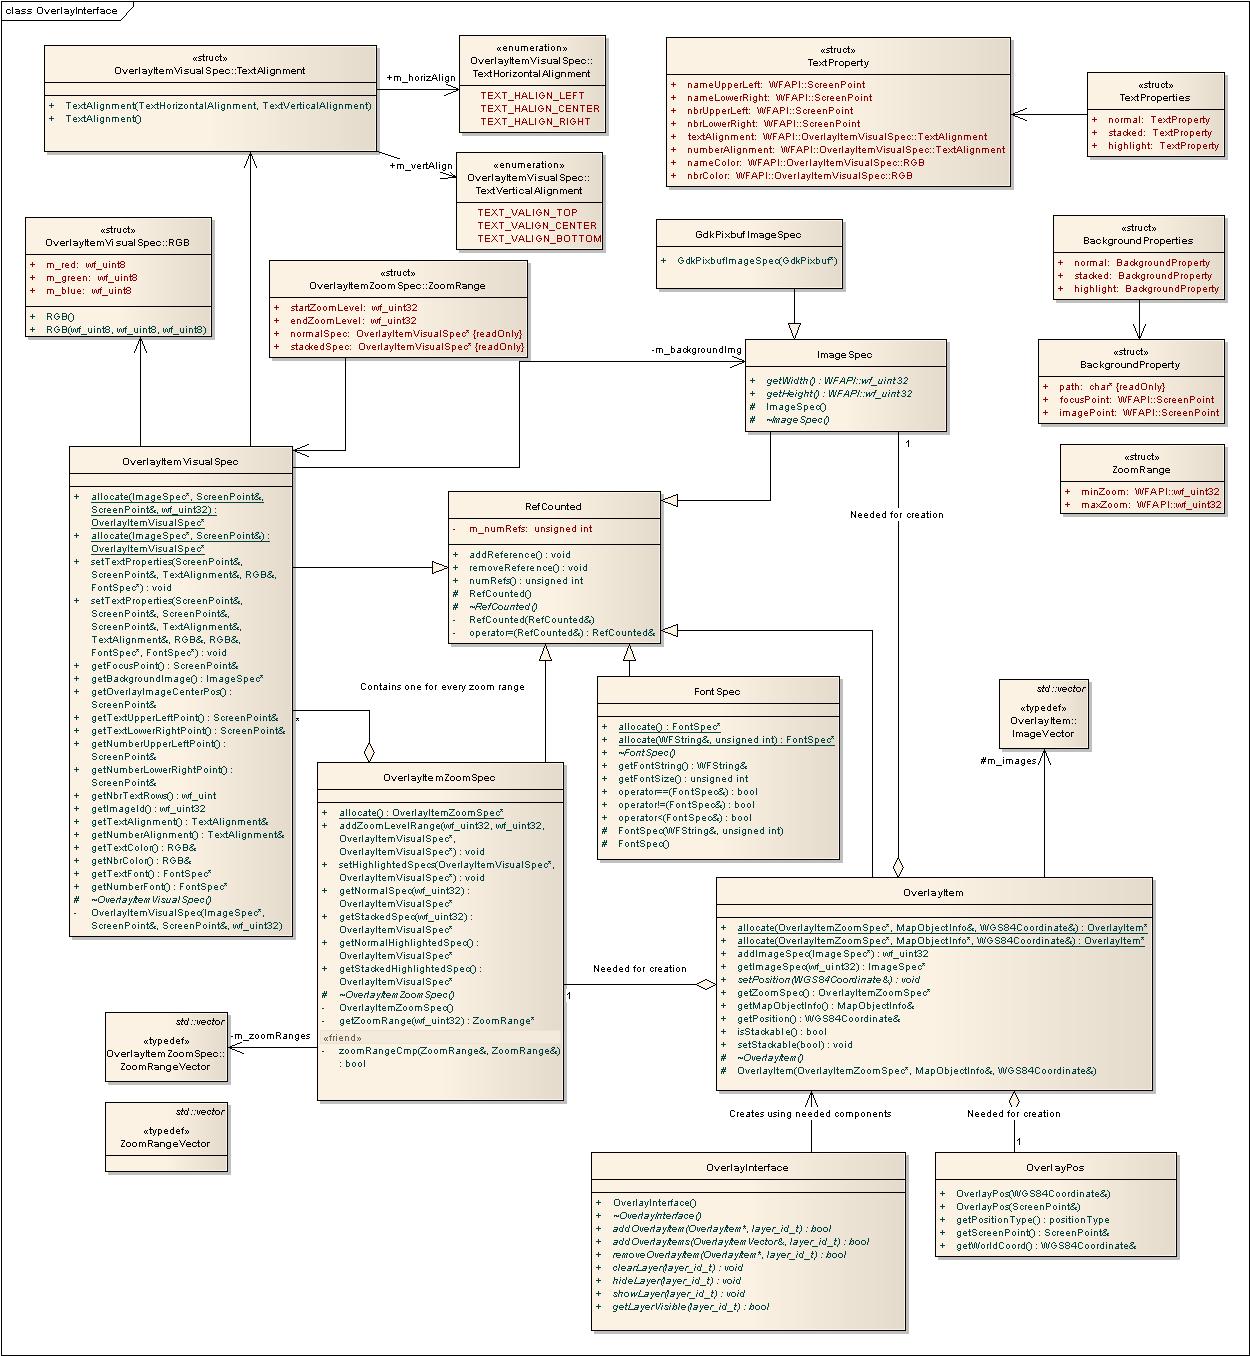 class OverlayInterface
«struct»
OverlayItemVisualSpec::TextAlignment
+ TextAlignment(TextHorizontalAlignment, TextVerticalAlignment)
+ TextAlignment()
+m_horizAlign
«enumeration»
OverlayItemVisualSpec::
TextHorizontalAlignment
TEXT_HALIGN_LEFT
TEXT_HALIGN_CENTER
TEXT_HALIGN_RIGHT
+m_vertAlign
«enumeration»
OverlayItemVisualSpec::
TextVerticalAlignment
TEXT_VALIGN_TOP
TEXT_VALIGN_CENTER
TEXT_VALIGN_BOTTOM
«struct»
TextProperty
+ nameUpperLeft: WFAPI::ScreenPoint
+ nameLowerRight: WFAPI::ScreenPoint
+ nbrUpperLeft: WFAPI::ScreenPoint
+ nbrLowerRight: WFAPI::ScreenPoint
+ textAlignment: WFAPI::OverlayItemVisualSpec::TextAlignment
+ numberAlignment: WFAPI::OverlayItemVisualSpec::TextAlignment
+ nameColor: WFAPI::OverlayItemVisualSpec::RGB
+ nbrColor: WFAPI::OverlayItemVisualSpec::RGB
«struct»
TextProperties
+ normal: TextProperty
+ stacked: TextProperty
+ highlight: TextProperty
«struct»
OverlayItemVisualSpec::RGB
+ m_red: wf_uint8
+ m_green: wf_uint8
+ m_blue: wf_uint8
+ RGB()
+ RGB(wf_uint8, wf_uint8, wf_uint8)
«struct»
OverlayItemZoomSpec::ZoomRange
+ startZoomLevel: wf_uint32
+ endZoomLevel: wf_uint32
+ normalSpec: OverlayItemVisualSpec* {readOnly}
+ stackedSpec: OverlayItemVisualSpec* {readOnly}
GdkPixbufImageSpec
+ GdkPixbufImageSpec(GdkPixbuf*)
«struct»
BackgroundProperties
+ normal: BackgroundProperty
+ stacked: BackgroundProperty
+ highlight: BackgroundProperty
«struct»
BackgroundProperty
+ path: char* {readOnly}
+ focusPoint: WFAPI::ScreenPoint
+ imagePoint: WFAPI::ScreenPoint
«struct»
ZoomRange
+ minZoom: WFAPI::wf_uint32
+ maxZoom: WFAPI::wf_uint32
-m_backgroundImg
ImageSpec
+ getWidth() : WFAPI::wf_uint32
+ getHeight() : WFAPI::wf_uint32
# ImageSpec()
# ~ImageSpec()
1
Needed for creation
OverlayItemVisualSpec
+ allocate(ImageSpec*, ScreenPoint&,
ScreenPoint&, wf_uint32) :
OverlayItemVisualSpec*
+ allocate(ImageSpec*, ScreenPoint&) :
OverlayItemVisualSpec*
+ setTextProperties(ScreenPoint&,
ScreenPoint&, TextAlignment&, RGB&,
FontSpec*) : void
+ setTextProperties(ScreenPoint&,
ScreenPoint&, ScreenPoint&,
ScreenPoint&, TextAlignment&,
TextAlignment&, RGB&, RGB&,
FontSpec*, FontSpec*) : void
+ getFocusPoint() : ScreenPoint&
+ getBackgroundImage() : ImageSpec*
+ getOverlayImageCenterPos() :
ScreenPoint&
+ getTextUpperLeftPoint() : ScreenPoint&
+ getTextLowerRightPoint() : ScreenPoint&
+ getNumberUpperLeftPoint() :
ScreenPoint&
+ getNumberLowerRightPoint() :
ScreenPoint&
+ getNbrTextRows() : wf_uint
+ getImageId() : wf_uint32
+ getTextAlignment() : TextAlignment&
+ getNumberAlignment() : TextAlignment&
+ getTextColor() : RGB&
+ getNbrColor() : RGB&
+ getTextFont() : FontSpec*
+ getNumberFont() : FontSpec*
# ~OverlayItemVisualSpec()
- OverlayItemVisualSpec(ImageSpec*,
ScreenPoint&, ScreenPoint&, wf_uint32)
RefCounted
- m_numRefs: unsigned int
+ addReference() : void
+ removeReference() : void
+ numRefs() : unsigned int
# RefCounted()
# ~RefCounted()
- RefCounted(RefCounted&)
- operator=(RefCounted&) : RefCounted&
Contains one for every zoom range
*
FontSpec
+ allocate() : FontSpec*
+ allocate(WFString&, unsigned int) : FontSpec*
+ ~FontSpec()
+ getFontString() : WFString&
+ getFontSize() : unsigned int
+ operator==(FontSpec&) : bool
+ operator!=(FontSpec&) : bool
+ operator<(FontSpec&) : bool
# FontSpec(WFString&, unsigned int)
# FontSpec()
std::vector
«typedef»
OverlayItem::
ImageVector
#m_images
OverlayItemZoomSpec
+ allocate() : OverlayItemZoomSpec*
+ addZoomLevelRange(wf_uint32, wf_uint32,
OverlayItemVisualSpec*,
OverlayItemVisualSpec*) : void
+ setHighlightedSpecs(OverlayItemVisualSpec*,
OverlayItemVisualSpec*) : void
+ getNormalSpec(wf_uint32) :
OverlayItemVisualSpec*
+ getStackedSpec(wf_uint32) :
OverlayItemVisualSpec*
+ getNormalHighlightedSpec() :
OverlayItemVisualSpec*
+ getStackedHighlightedSpec() :
OverlayItemVisualSpec*
# ~OverlayItemZoomSpec()
- OverlayItemZoomSpec()
- getZoomRange(wf_uint32) : ZoomRange*
«friend»
- zoomRangeCmp(ZoomRange&, ZoomRange&)
: bool
Needed for creation
1
OverlayItem
+ allocate(OverlayItemZoomSpec*, MapObjectInfo&, WGS84Coordinate&) : OverlayItem*
+ allocate(OverlayItemZoomSpec*, MapObjectInfo*, WGS84Coordinate&) : OverlayItem*
+ addImageSpec(ImageSpec*) : wf_uint32
+ getImageSpec(wf_uint32) : ImageSpec*
+ setPosition(WGS84Coordinate&) : void
+ getZoomSpec() : OverlayItemZoomSpec*
+ getMapObjectInfo() : MapObjectInfo&
+ getPosition() : WGS84Coordinate&
+ isStackable() : bool
+ setStackable(bool) : void
# ~OverlayItem()
# OverlayItem(OverlayItemZoomSpec*, MapObjectInfo&, WGS84Coordinate&)
std::vector
«typedef»
OverlayItemZoomSpec::
ZoomRangeVector
-m_zoomRanges
std::vector
«typedef»
ZoomRangeVector
Creates using needed components
Needed for creation
1
OverlayInterface
+ OverlayInterface()
+ ~OverlayInterface()
+ addOverlayItem(OverlayItem*, layer_id_t) : bool
+ addOverlayItems(OverlayItemVector&, layer_id_t) : bool
+ removeOverlayItem(OverlayItem*, layer_id_t) : bool
+ clearLayer(layer_id_t) : void
+ hideLayer(layer_id_t) : void
+ showLayer(layer_id_t) : void
+ getLayerVisible(layer_id_t) : bool
OverlayPos
+ OverlayPos(WGS84Coordinate&)
+ OverlayPos(ScreenPoint&)
+ getPositionType() : positionType
+ getScreenPoint() : ScreenPoint&
+ getWorldCoord() : WGS84Coordinate&